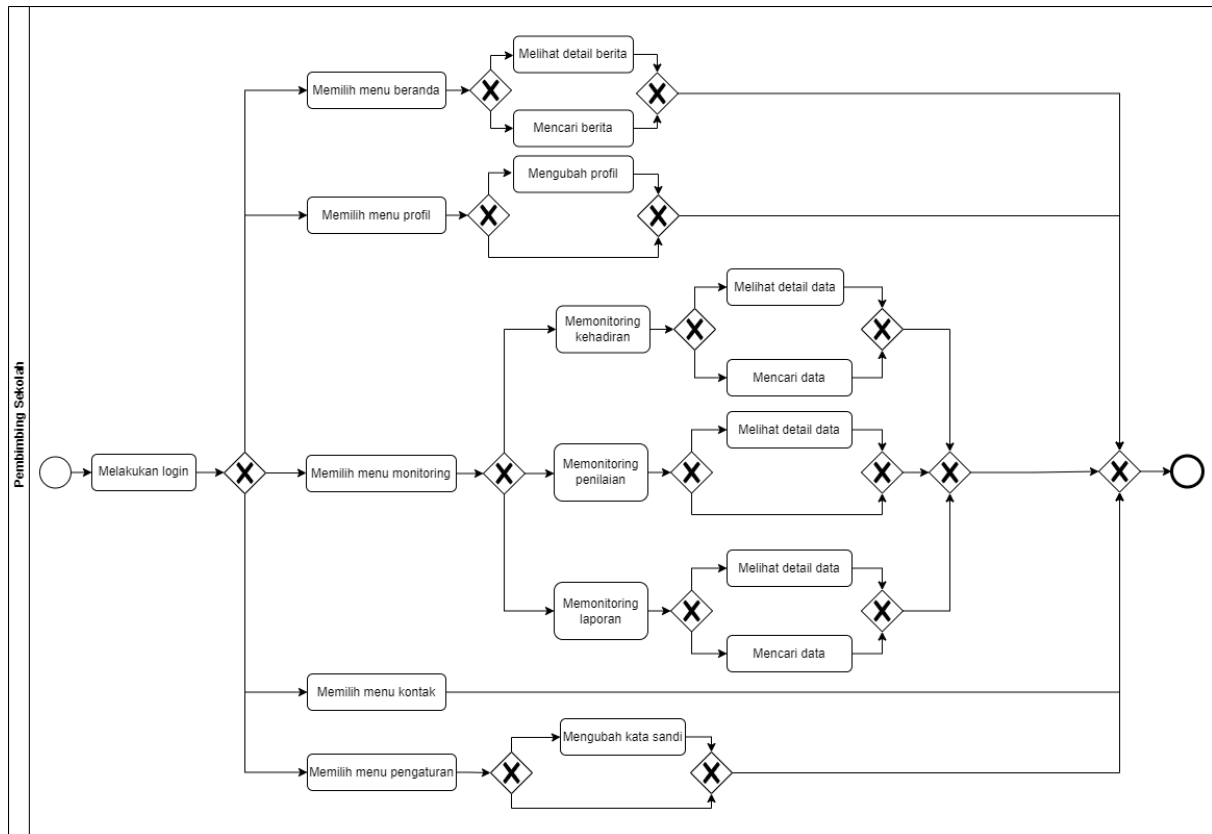 Pembimbing Sekolah
Melakukan login
Memilih menu beranda
Melihat detail berita
Mencari berita
Memilih menu profil
Mengubah profil
Memilih menu monitoring
Memonitoring
kehadiran
Melihat detail data
Mencari data
Memonitoring
penilaian
Melihat detail data
Memonitoring
laporan
Melihat detail data
Mencari data
Memilih menu kontak
Memilih menu pengaturan
Mengubah kata sandi